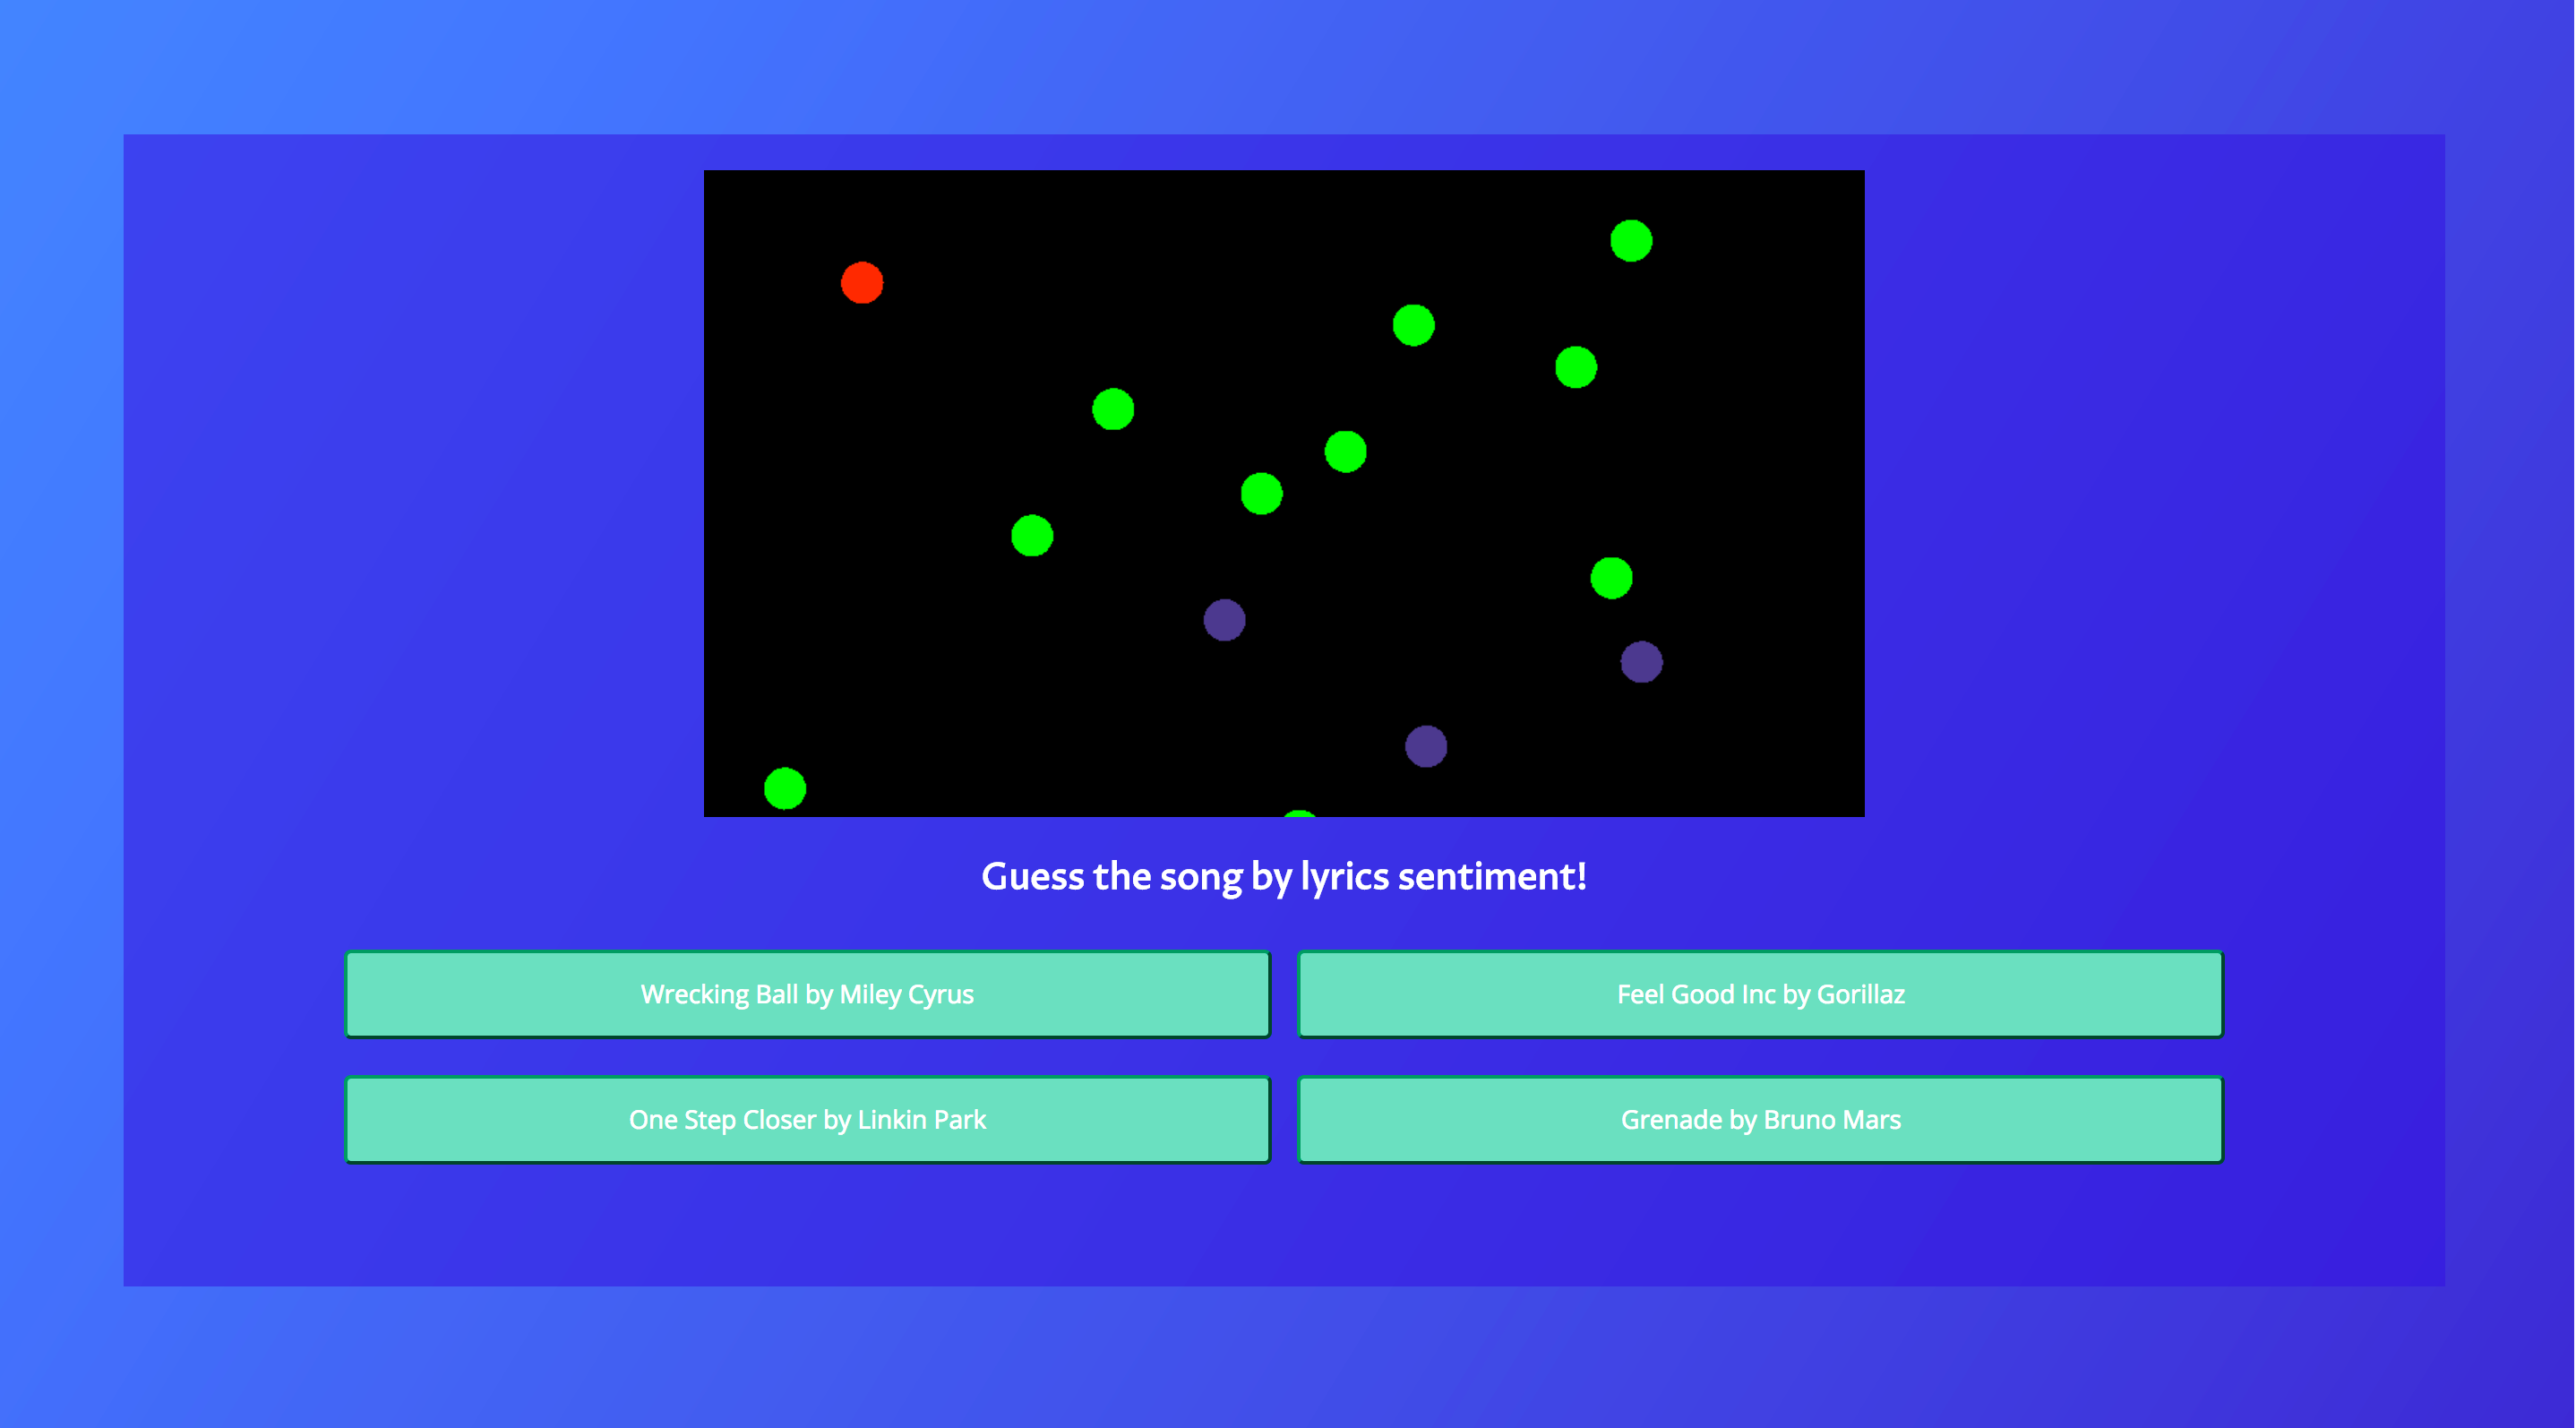 Guess the song by lyrics sentiment!
Wrecking Ball by Miley Cyrus
Feel Good Inc by Gorillaz
One Step Closer by Linkin Park
Grenade by Bruno Mars